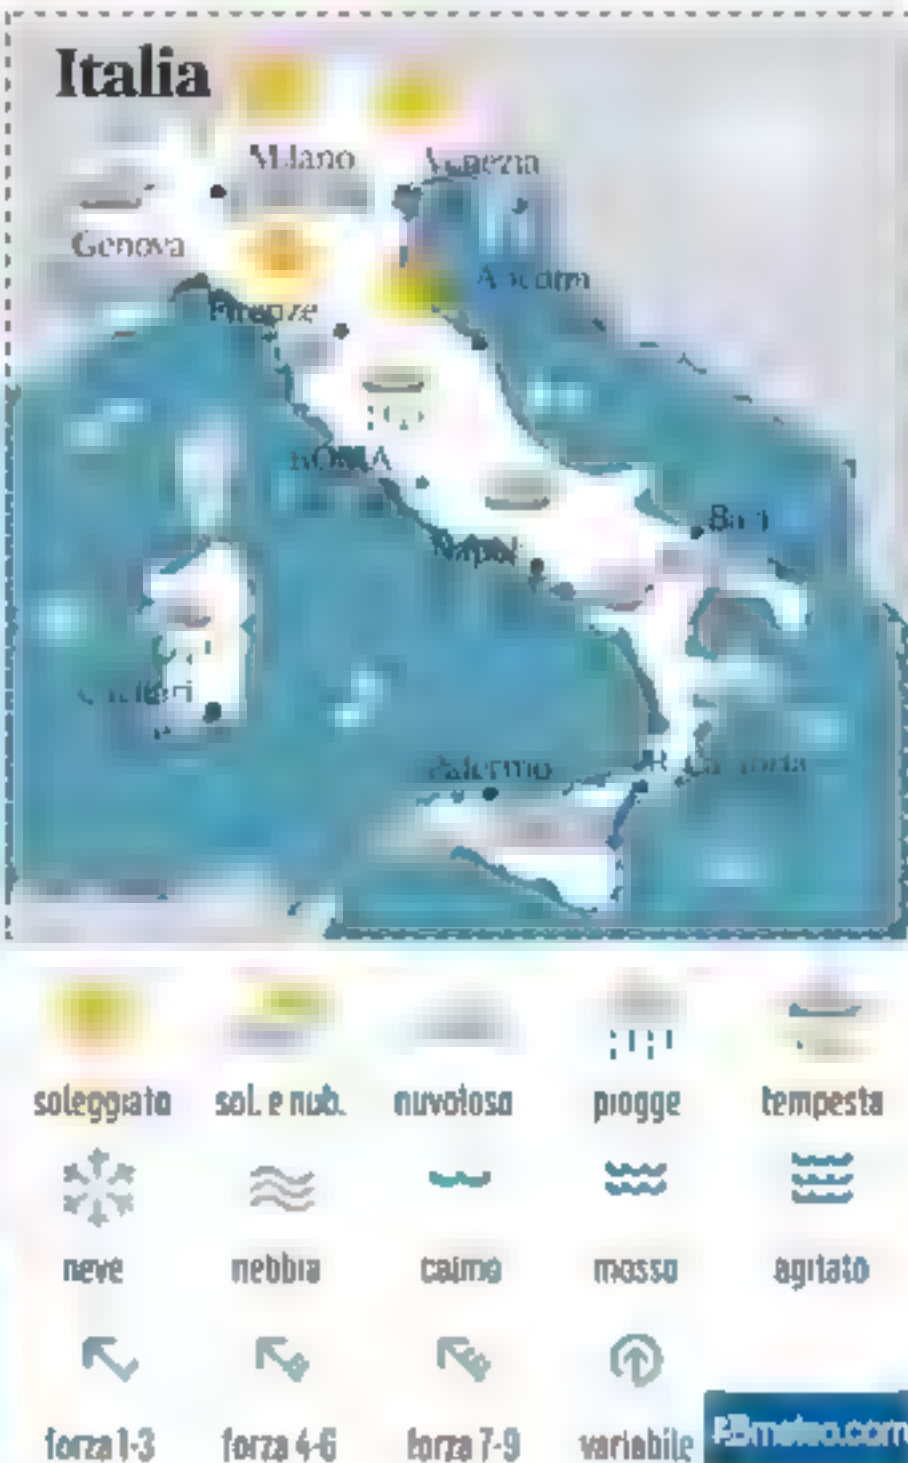 Italia
Milano
Venezia
Genova
Ancona
Firenze
ROMA
Bari
Napoli
Cagliari
Palermo
R. Calabria
soleggiato sol. e nub. nuvoloso piogge tempesta
neve nebbia calmo mosso agitato
forza 1-3 forza 4-6 forza 7-9 variabile
3Bmeteo.com